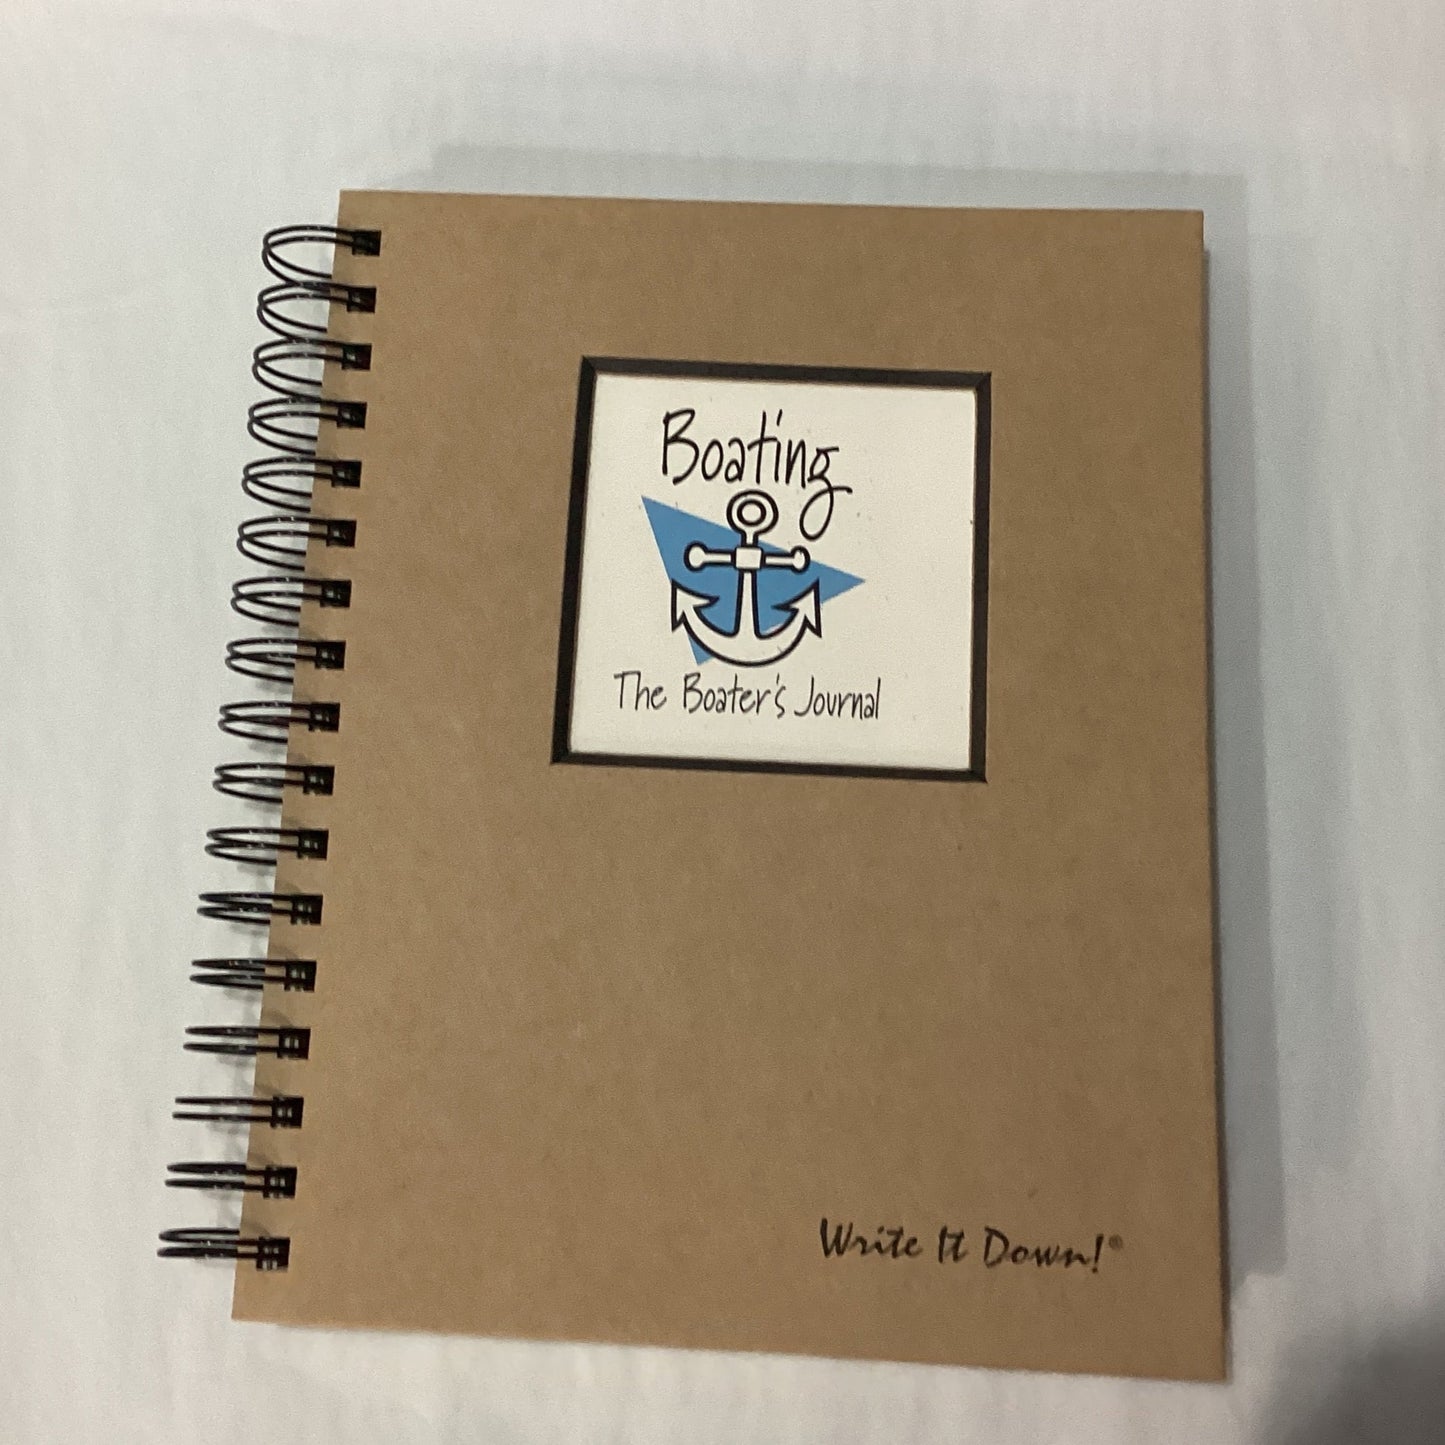 Boating
The Boater's Journal
Write It Down!®